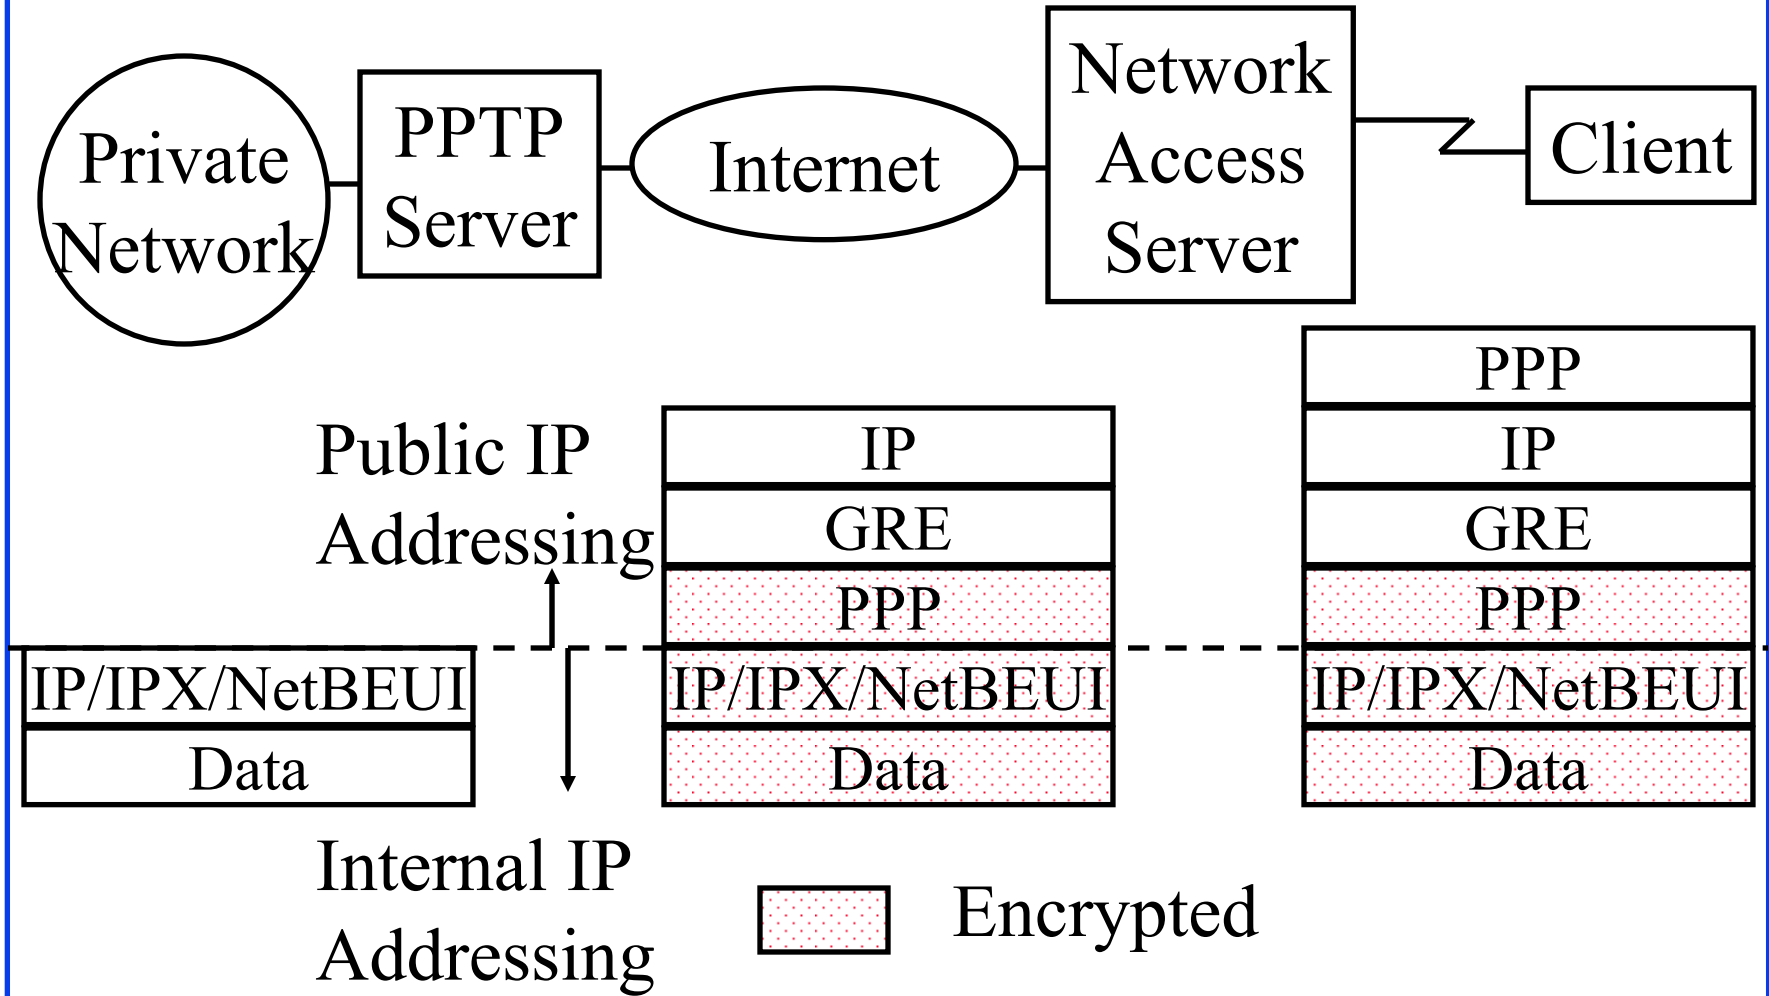 Private
Network
PPTP
Server
Internet
Network
Access
Server
Client
Public IP
Addressing
IP/IPX/NetBEUI
Data
Internal IP
Addressing
IP
GRE
PPP
IP/IPX/NetBEUI
Data
PPP
IP
GRE
PPP
IP/IPX/NetBEUI
Data
Encrypted